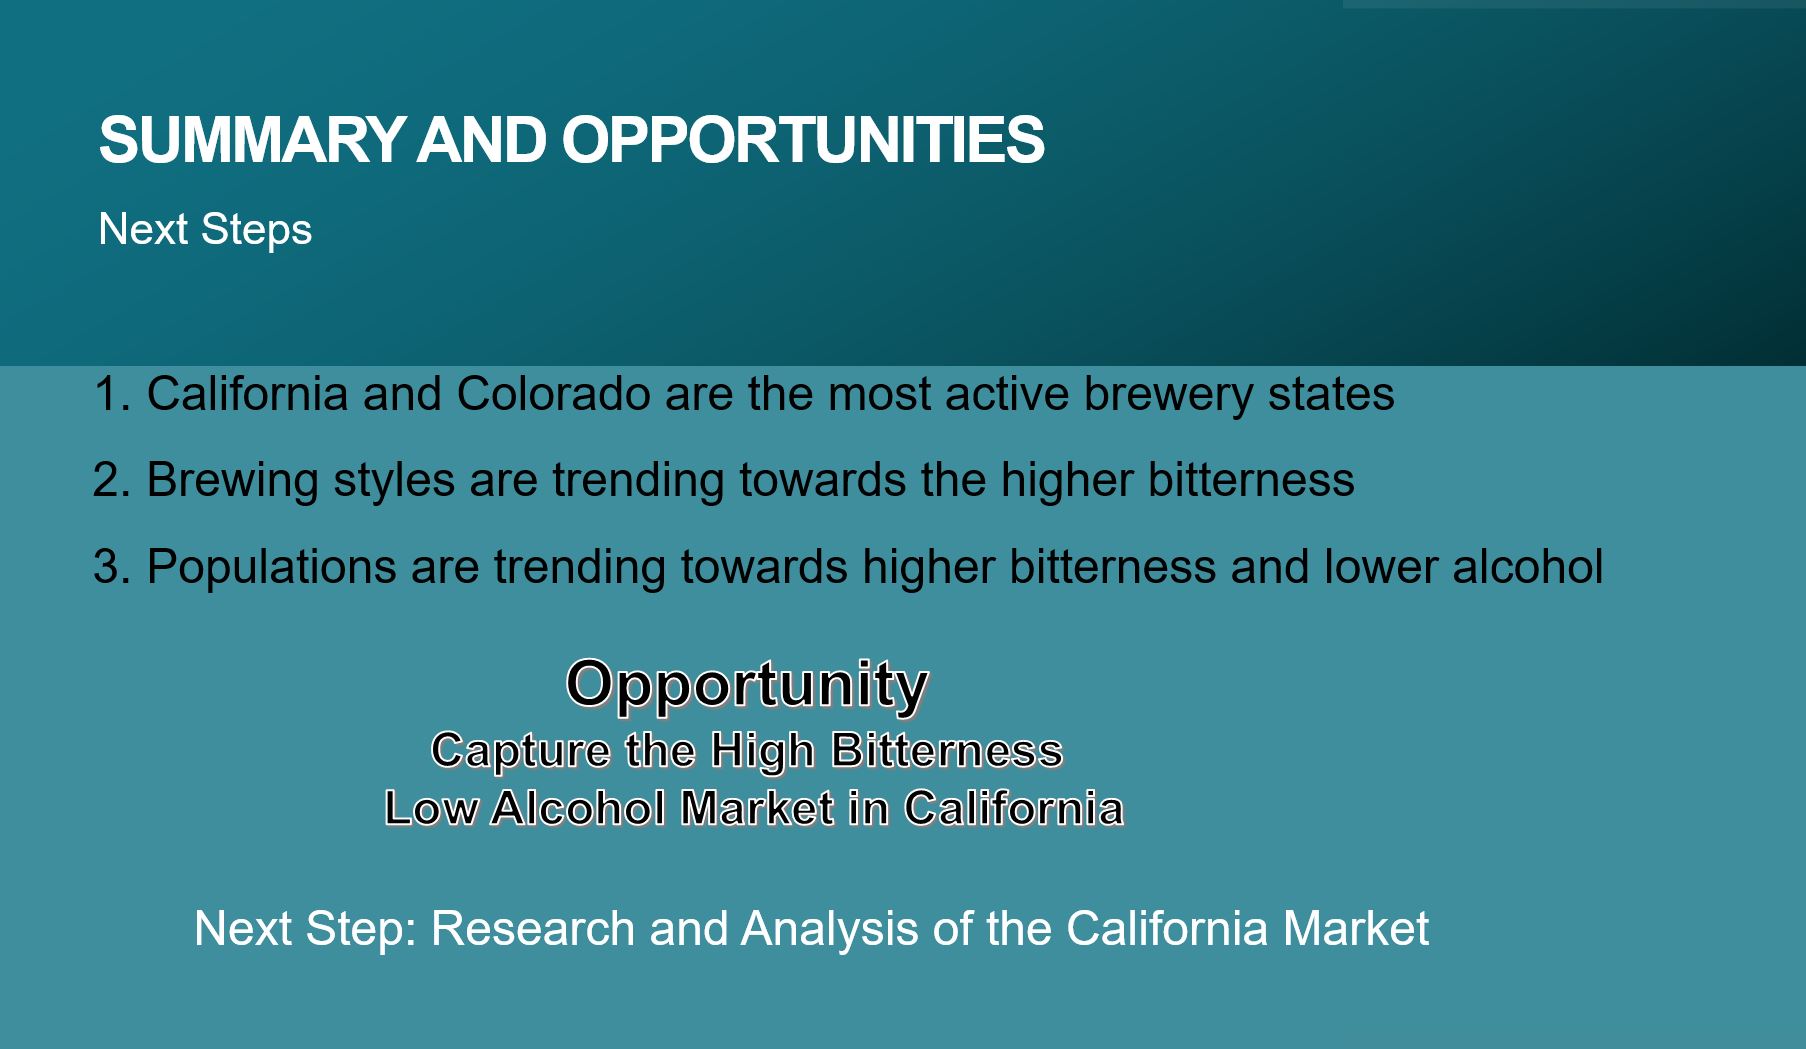 SUMMARY AND OPPORTUNITIES
Next Steps
1. California and Colorado are the most active brewery states
2. Brewing styles are trending towards the higher bitterness
3. Populations are trending towards higher bitterness and lower alcohol
Opportunity
Capture the High Bitterness
Low Alcohol Market in California
Next Step: Research and Analysis of the California Market